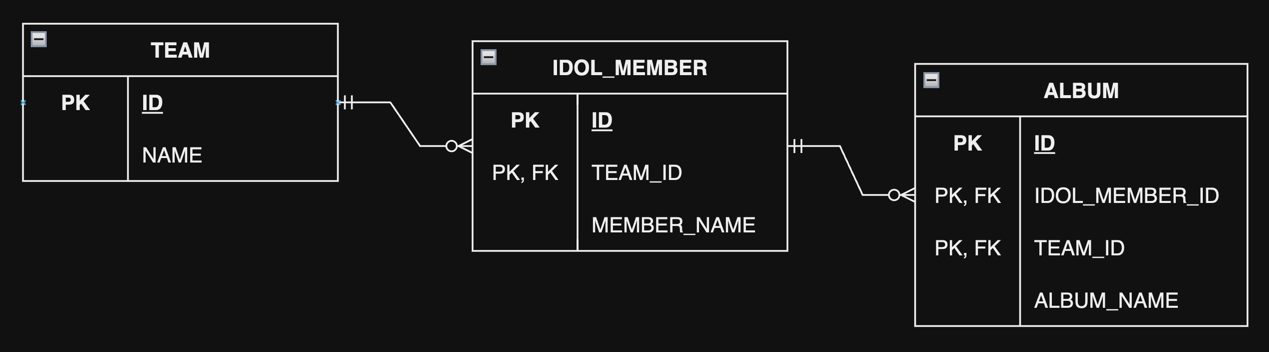 TEAM
PK ID
NAME
IDOL_MEMBER
PK ID
PK, FK TEAM_ID
MEMBER_NAME
ALBUM
PK ID
PK, FK IDOL_MEMBER_ID
PK, FK TEAM_ID
ALBUM_NAME